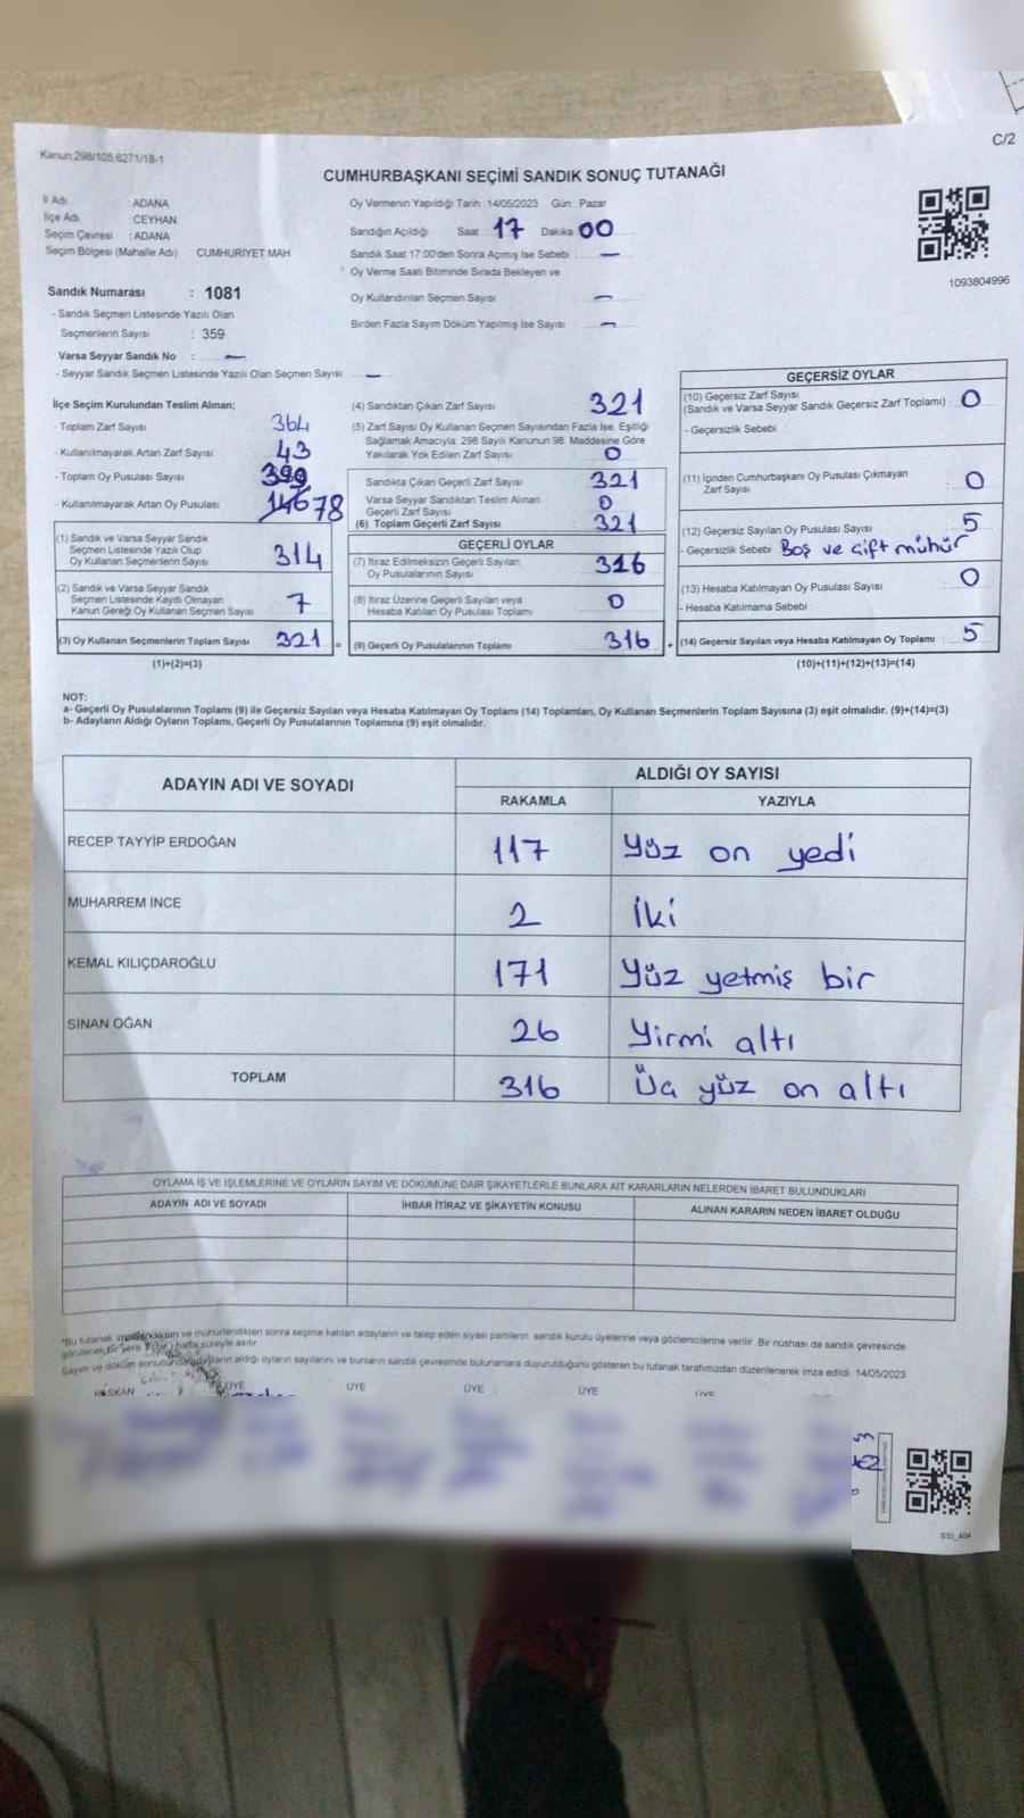 Kanun:298/105,6271/18-1
C/2
CUMHURBAŞKANI SEÇİMİ SANDIK SONUÇ TUTANAĞI
İl Adı : ADANA
İlçe Adı : CEYHAN
Seçim Çevresi : ADANA
Seçim Bölgesi (Mahalle Adı) CUMHURİYET MAH
Oy Vermenin Yapıldığı Tarih :14/05/2023 Gün : Pazar
Sandığın Açıldığı Saat 17 Dakika 00
Sandık Saat 17:00'den Sonra Açmış İse Sebebi —
Oy Verme Saati Bitiminde Sırada Bekleyen ve
Oy Kullandırılan Seçmen Sayısı —
Birden Fazla Sayım Döküm Yapılmış İse Sayısı —
1093804996
Sandık Numarası : 1081
- Sandık Seçmen Listesinde Yazılı Olan
Seçmenlerin Sayısı : 359
Varsa Seyyar Sandık No : —
- Seyyar Sandık Seçmen Listesinde Yazılı Olan Seçmen Sayısı —
İlçe Seçim Kurulundan Teslim Alınan:
- Toplam Zarf Sayısı 364
- Kullanılmayarak Artan Zarf Sayısı 43
- Toplam Oy Pusulası Sayısı 399
- Kullanılmayarak Artan Oy Pusulası 78
(1) Sandık ve Varsa Seyyar Sandık
Seçmen Listesinde Yazılı Olup
Oy Kullanan Seçmenlerin Sayısı 314
(2) Sandık ve Varsa Seyyar Sandık
Seçmen Listesinde Kayıtlı Olmayan
Kanun Gereği Oy Kullanan Seçmen Sayısı 7
(3) Oy Kullanan Seçmenlerin Toplam Sayısı 321 =
(1)+(2)=(3)
(4) Sandıktan Çıkan Zarf Sayısı 321
(5) Zarf Sayısı Oy Kullanan Seçmen Sayısından Fazla İse, Eşitliği
Sağlamak Amacıyla: 298 Sayılı Kanunun 98. Maddesine Göre
Yakılarak Yok Edilen Zarf Sayısı 0
Sandıkta Çıkan Geçerli Zarf Sayısı 321
Varsa Seyyar Sandıktan Teslim Alınan
Geçerli Zarf Sayısı 0
(6) Toplam Geçerli Zarf Sayısı 321
GEÇERLİ OYLAR
(7) İtiraz Edilmeksizin Geçerli Sayılan
Oy Pusulalarının Sayısı 316
(8) İtiraz Üzerine Geçerli Sayılan veya
Hesaba Katılan Oy Pusulası Toplamı 0
(9) Geçerli Oy Pusulalarının Toplamı 316 +
GEÇERSİZ OYLAR
(10) Geçersiz Zarf Sayısı
(Sandık ve Varsa Seyyar Sandık Geçersiz Zarf Toplamı) 0
- Geçersizlik Sebebi
(11) İçinden Cumhurbaşkanı Oy Pusulası Çıkmayan
Zarf Sayısı 0
(12) Geçersiz Sayılan Oy Pusulası Sayısı 5
- Geçersizlik Sebebi Boş ve çift mühür
(13) Hesaba Katılmayan Oy Pusulası Sayısı 0
- Hesaba Katılmama Sebebi
(14) Geçersiz Sayılan veya Hesaba Katılmayan Oy Toplamı 5
(10)+(11)+(12)+(13)=(14)
NOT:
a- Geçerli Oy Pusulalarının Toplamı (9) ile Geçersiz Sayılan veya Hesaba Katılmayan Oy Toplamı (14) Toplamları, Oy Kullanan Seçmenlerin Toplam Sayısına (3) eşit olmalıdır. (9)+(14)=(3)
b- Adayların Aldığı Oyların Toplamı, Geçerli Oy Pusulalarının Toplamına (9) eşit olmalıdır.
ADAYIN ADI VE SOYADI ALDIĞI OY SAYISI
RAKAMLA YAZIYLA
RECEP TAYYİP ERDOĞAN 117 Yüz on yedi
MUHARREM İNCE 2 İki
KEMAL KILIÇDAROĞLU 171 Yüz yetmiş bir
SİNAN OĞAN 26 Yirmi altı
TOPLAM 316 Üç yüz on altı
OYLAMA İŞ VE İŞLEMLERİNE VE OYLARIN SAYIM VE DÖKÜMÜNE DAİR ŞİKAYETLERLE BUNLARA AİT KARARLARIN NELERDEN İBARET BULUNDUKLARI
ADAYIN ADI VE SOYADI İHBAR İTİRAZ VE ŞİKAYETİN KONUSU ALINAN KARARIN NEDEN İBARET OLDUĞU
*Bu tutanak ve mühürlendikten sonra seçime katılan adayların ve talep eden siyasi partilerin sandık kurulu üyelerine veya gözlemcilerine verilir. Bir nüshası da sandık çevresinde
hafta süreyle asılır
Sayım ve döküm adayların aldığı oyların sayılarını ve bunların sandık çevresinde bulunanlara duyurulduğunu gösteren bu tutanak tarafımızdan düzenlenerek imza edildi. 14/05/2023
BAŞKAN ÜYE ÜYE ÜYE ÜYE ÜYE